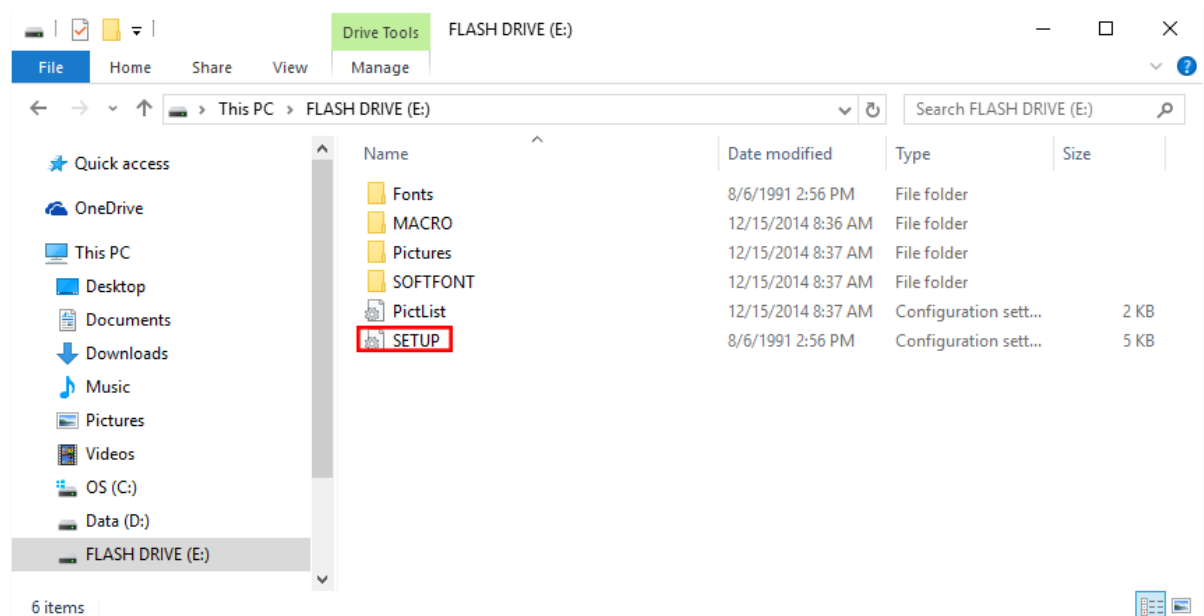 Drive Tools FLASH DRIVE (E:)
File Home Share View Manage
This PC FLASH DRIVE (E:) Search FLASH DRIVE (E:)
Quick access
OneDrive
This PC
Desktop
Documents
Downloads
Music
Pictures
Videos
OS (C:)
Data (D:)
FLASH DRIVE (E:)
Name Date modified Type Size
Fonts 8/6/1991 2:56 PM File folder
MACRO 12/15/2014 8:36 AM File folder
Pictures 12/15/2014 8:37 AM File folder
SOFTFONT 12/15/2014 8:37 AM File folder
PictList 12/15/2014 8:37 AM Configuration sett... 2 KB
SETUP 8/6/1991 2:56 PM Configuration sett... 5 KB
6 items